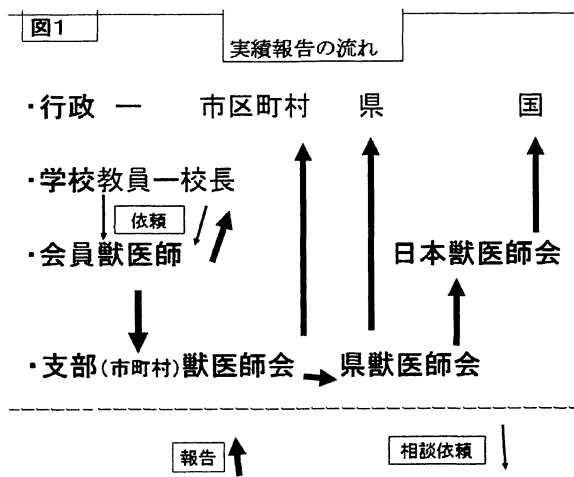 図1
実績報告の流れ
・行政 ― 市区町村 県 国
・学校教員―校長
依頼
・会員獣医師 日本獣医師会
・支部(市町村)獣医師会 県獣医師会
報告 相談依頼